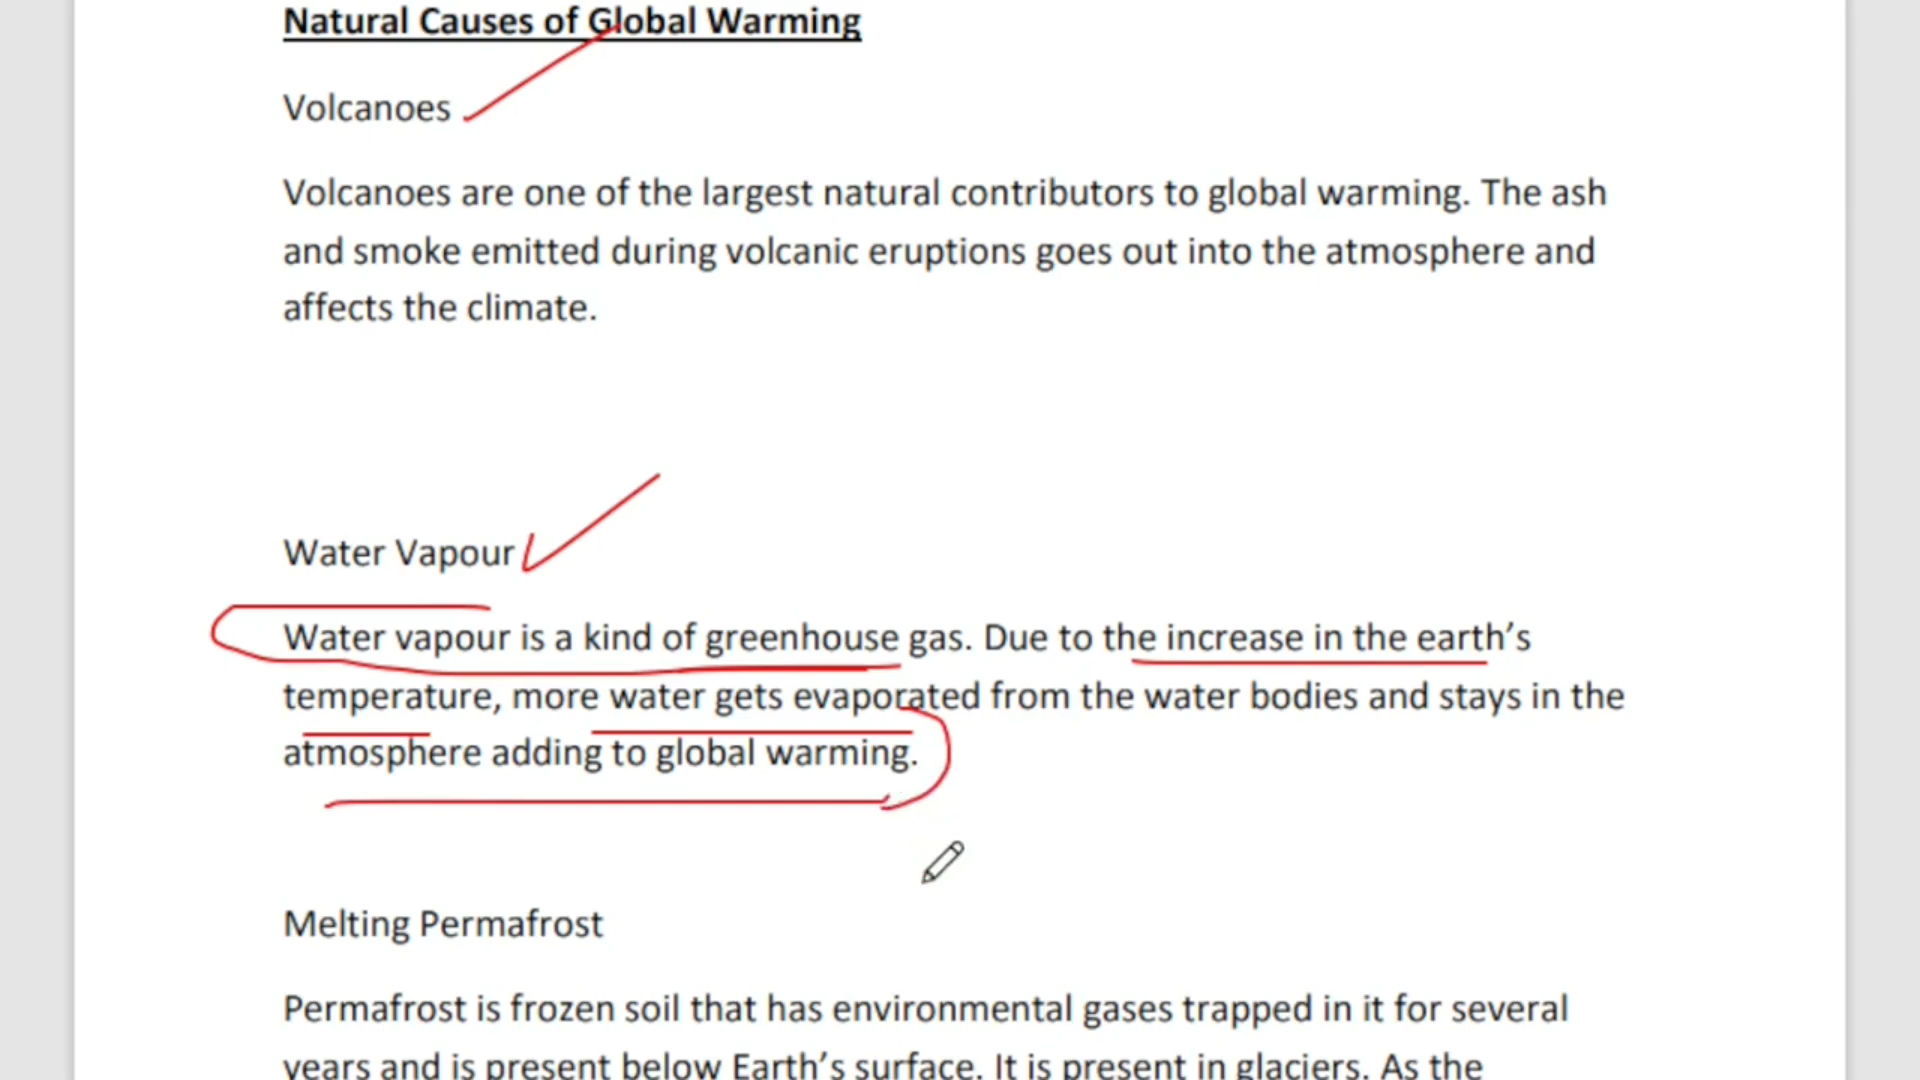 Natural Causes of Global Warming
Volcanoes
Volcanoes are one of the largest natural contributors to global warming. The ash
and smoke emitted during volcanic eruptions goes out into the atmosphere and
affects the climate.
Water Vapour
Water vapour is a kind of greenhouse gas. Due to the increase in the earth’s
temperature, more water gets evaporated from the water bodies and stays in the
atmosphere adding to global warming.
Melting Permafrost
Permafrost is frozen soil that has environmental gases trapped in it for several
years and is present below Earth’s surface. It is present in glaciers. As the